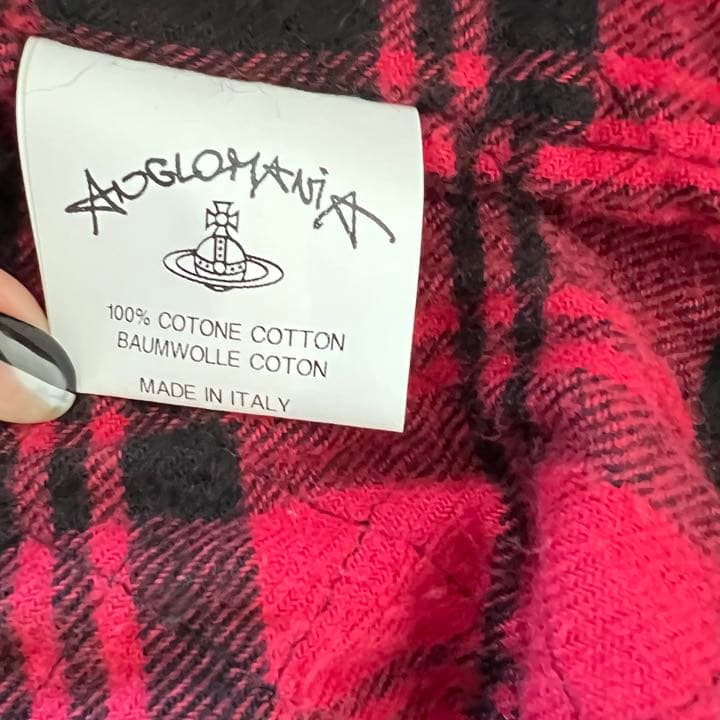 ANGLOMANiA
100% COTONE COTTON
BAUMWOLLE COTON
MADE IN ITALY